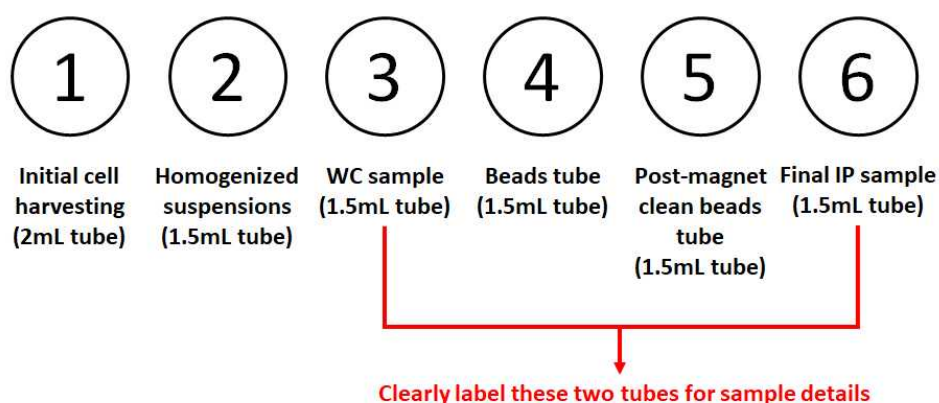 1 2 3 4 5 6
Initial cell harvesting (2mL tube)
Homogenized suspensions (1.5mL tube)
WC sample (1.5mL tube)
Beads tube (1.5mL tube)
Post-magnet clean beads tube (1.5mL tube)
Final IP sample (1.5mL tube)
Clearly label these two tubes for sample details